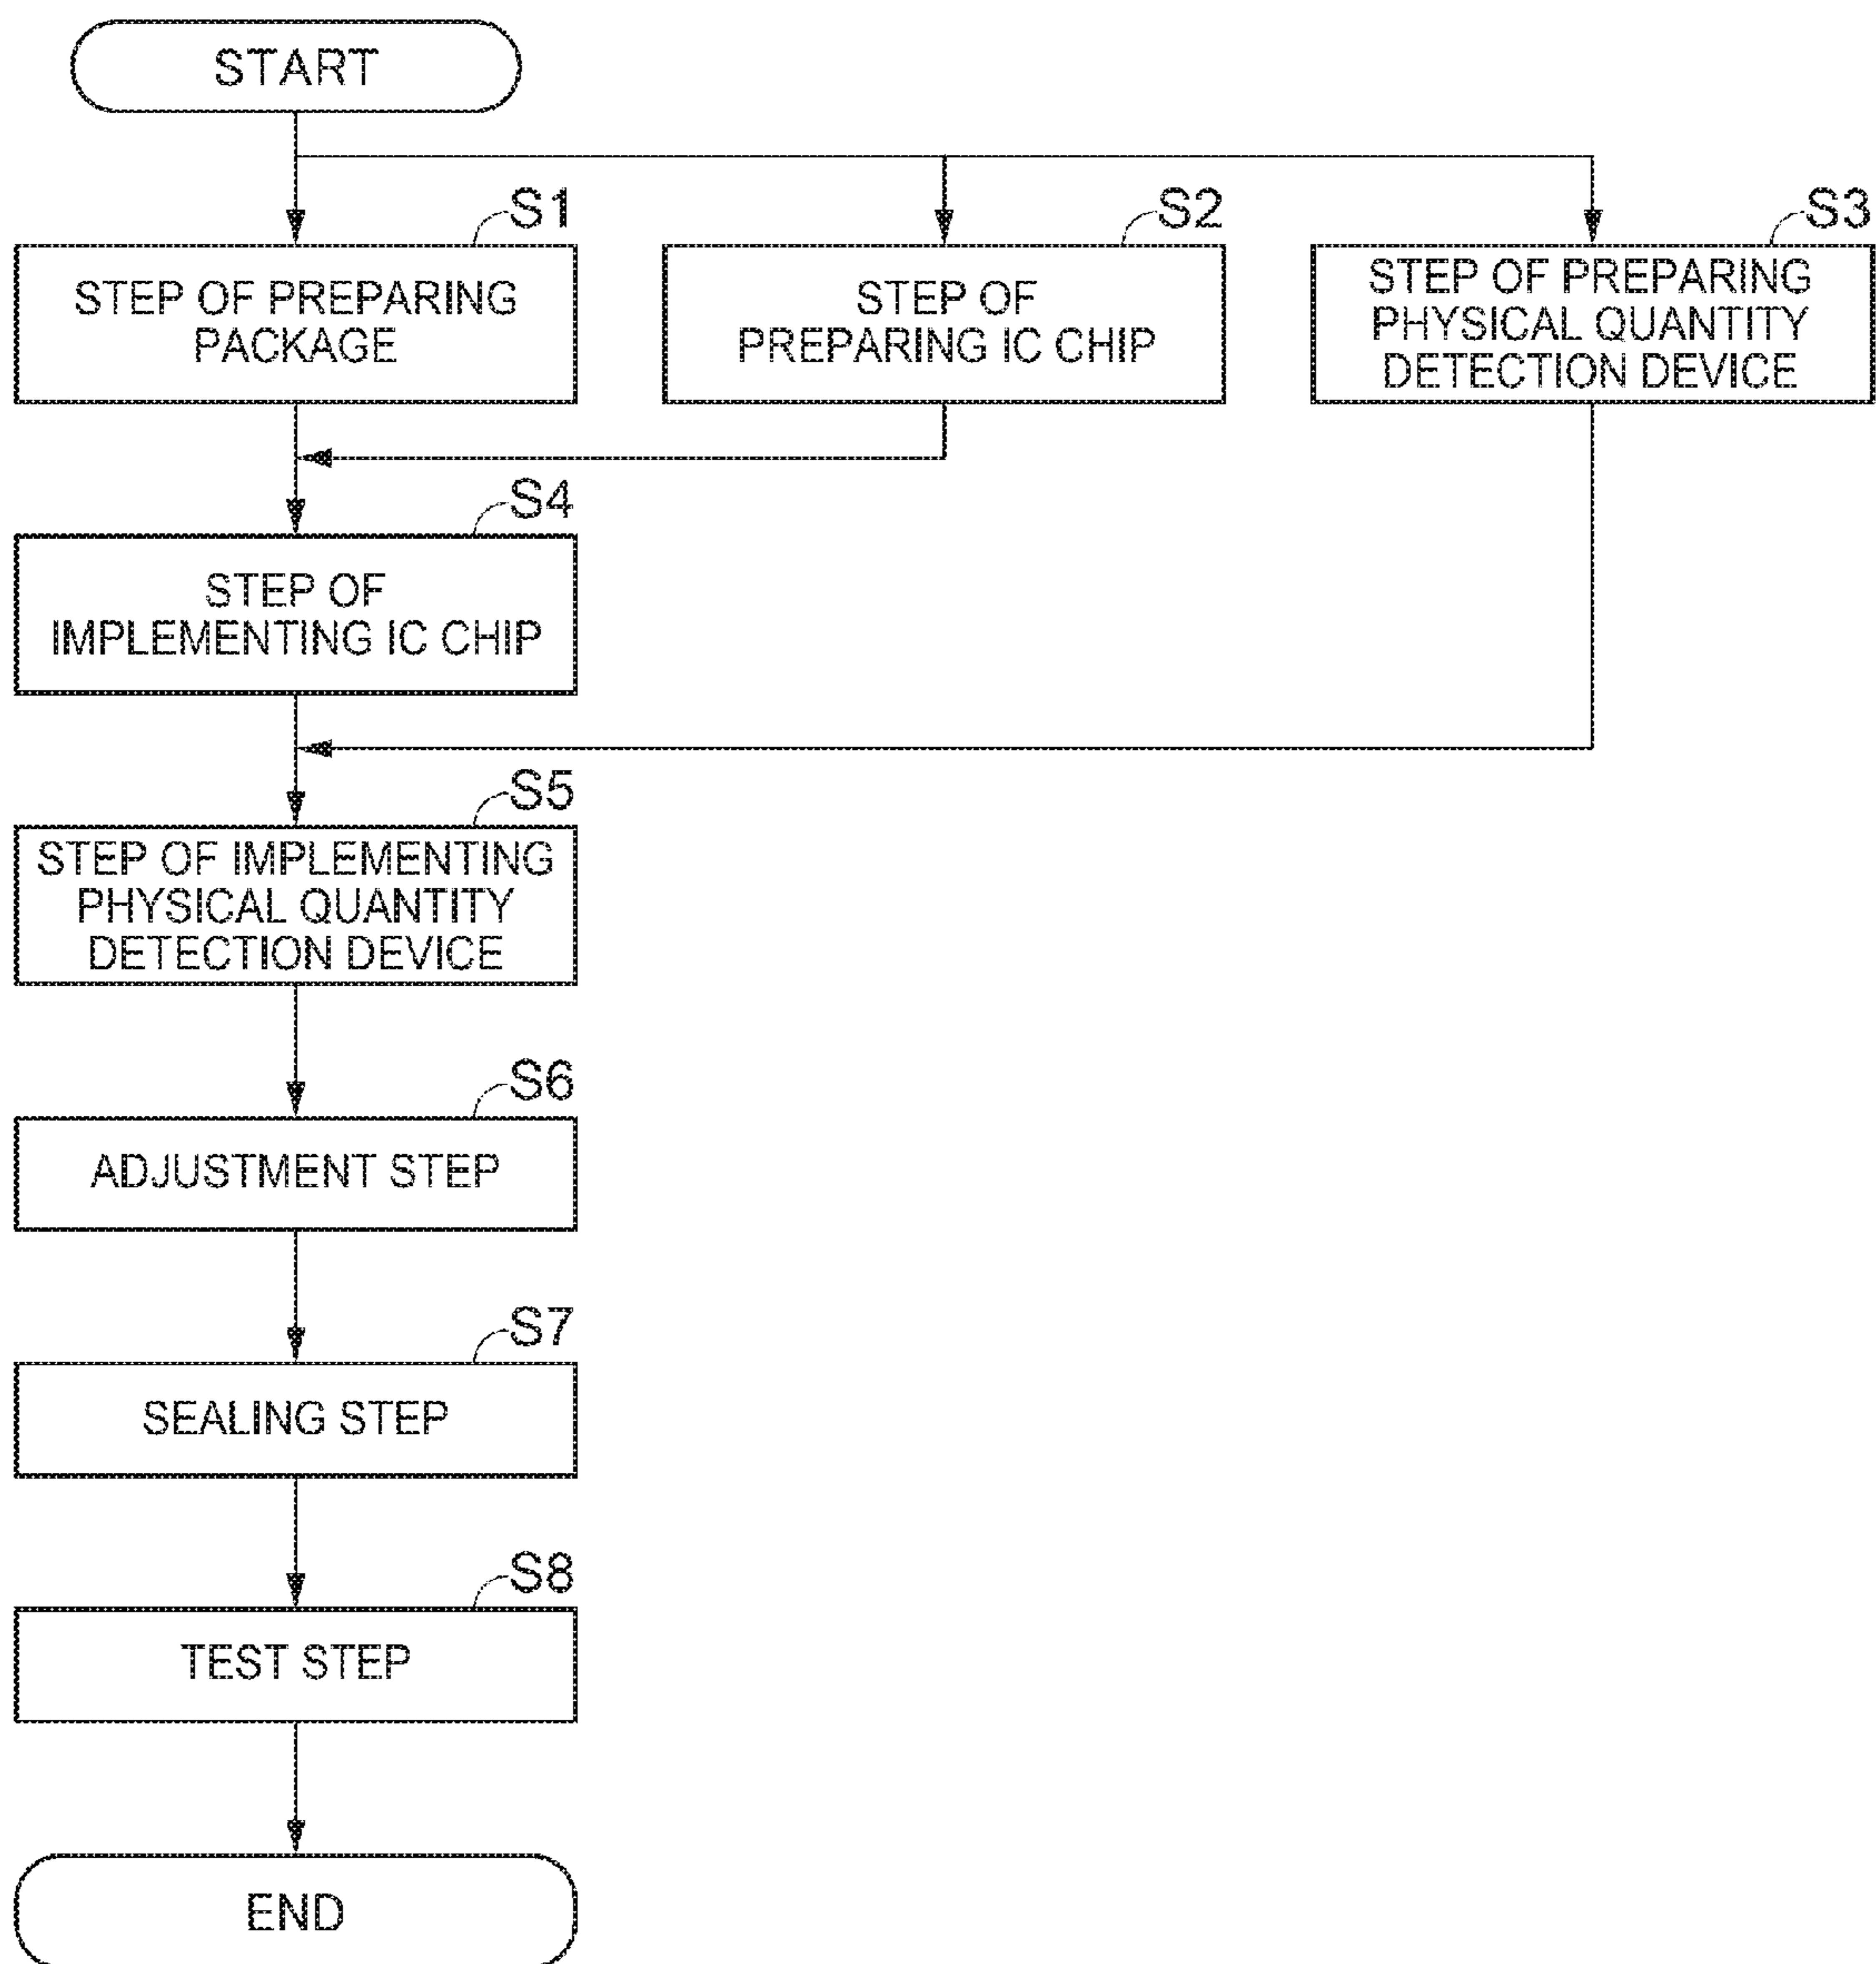 START
S1
S2
S3
STEP OF PREPARING
PACKAGE
STEP OF
PREPARING IC CHIP
STEP OF PREPARING
PHYSICAL QUANTITY
DETECTION DEVICE
S4
STEP OF
IMPLEMENTING IC CHIP
S5
STEP OF IMPLEMENTING
PHYSICAL QUANTITY
DETECTION DEVICE
S6
ADJUSTMENT STEP
S7
SEALING STEP
S8
TEST STEP
END